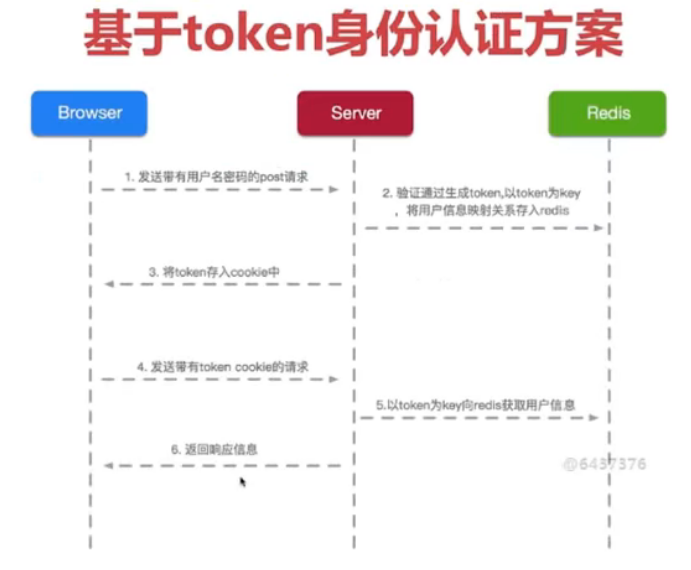 基于token身份认证方案
Browser
Server
Redis
1. 发送带有用户名密码的post请求
2. 验证通过生成token,以token为key
，将用户信息映射关系存入redis
3. 将token存入cookie中
4. 发送带有token cookie的请求
5.以token为key向redis获取用户信息
6. 返回响应信息
@6437376